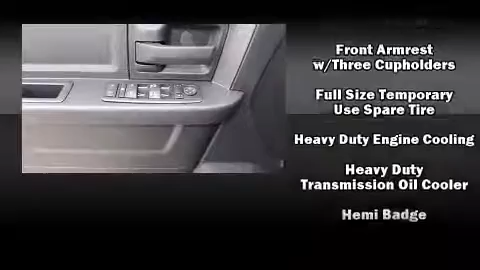 Front Armrest
w/Three Cupholders
Full Size Temporary
Use Spare Tire
Heavy Duty Engine Cooling
Heavy Duty
Transmission Oil Cooler
Hemi Badge